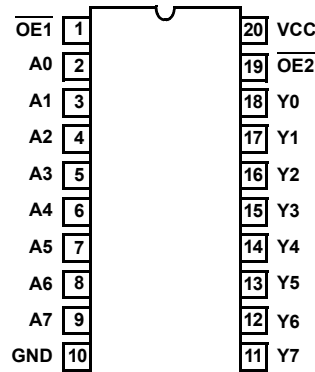 O̅E̅1̅ 1 20 VCC
A0 2 19 O̅E̅2̅
A1 3 18 Y0
A2 4 17 Y1
A3 5 16 Y2
A4 6 15 Y3
A5 7 14 Y4
A6 8 13 Y5
A7 9 12 Y6
GND 10 11 Y7